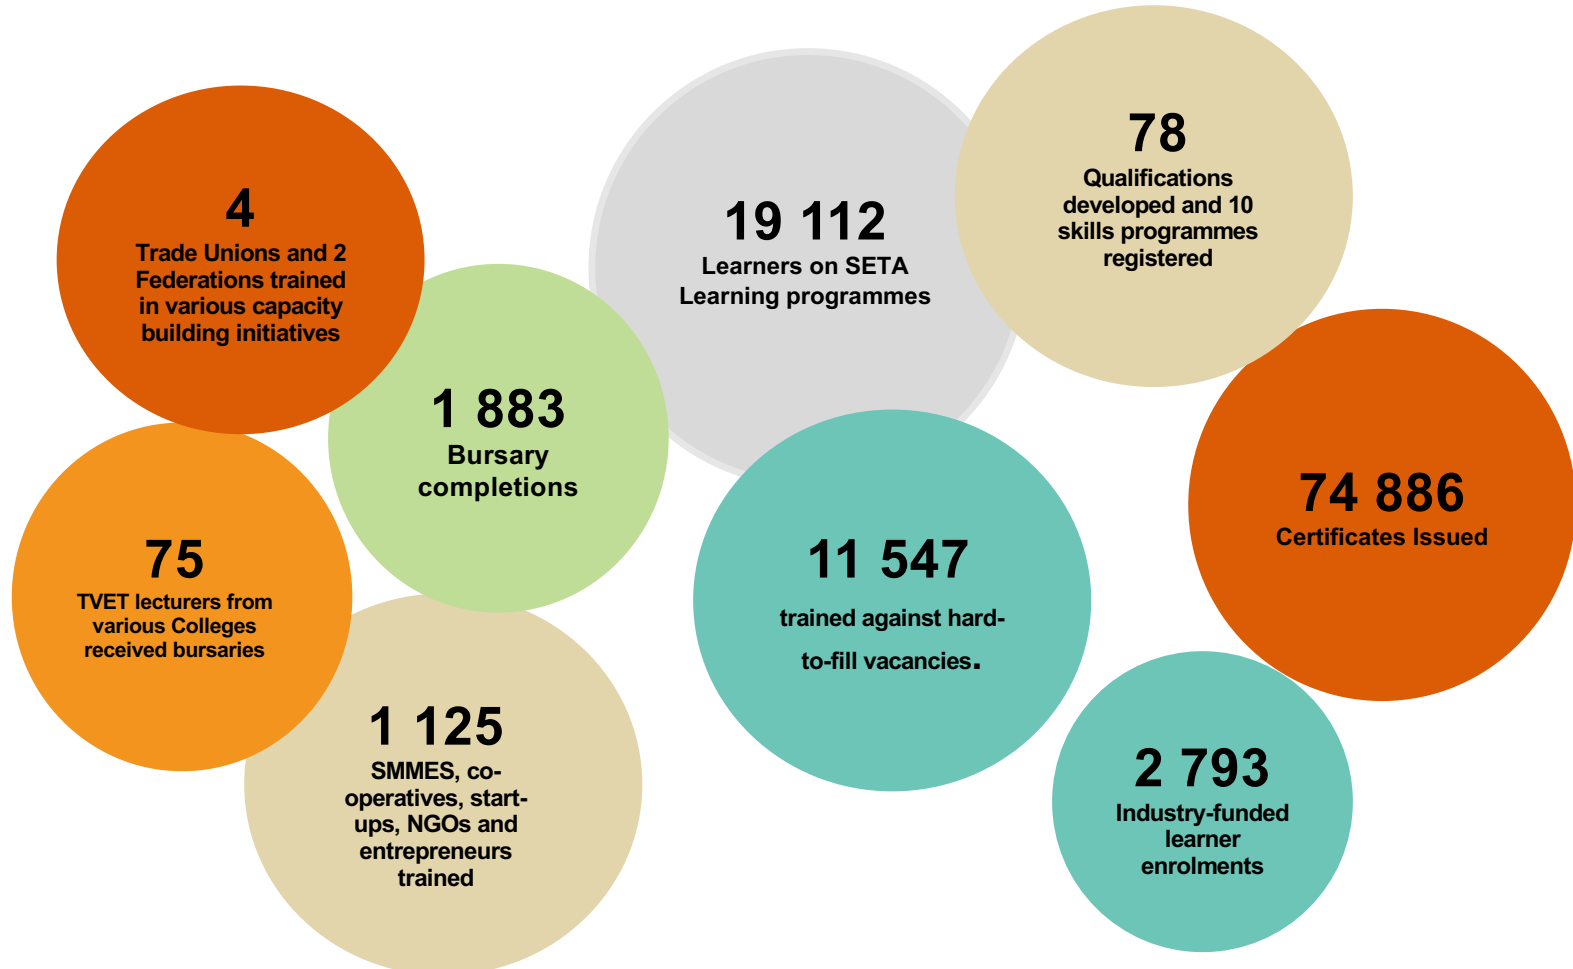 4
Trade Unions and 2
Federations trained
in various capacity
building initiatives
19 112
Learners on SETA
Learning programmes
78
Qualifications
developed and 10
skills programmes
registered
1 883
Bursary
completions
74 886
Certificates Issued
75
TVET lecturers from
various Colleges
received bursaries
11 547
trained against hard-
to-fill vacancies.
1 125
SMMES, co-
operatives, start-
ups, NGOs and
entrepreneurs
trained
2 793
Industry-funded
learner
enrolments